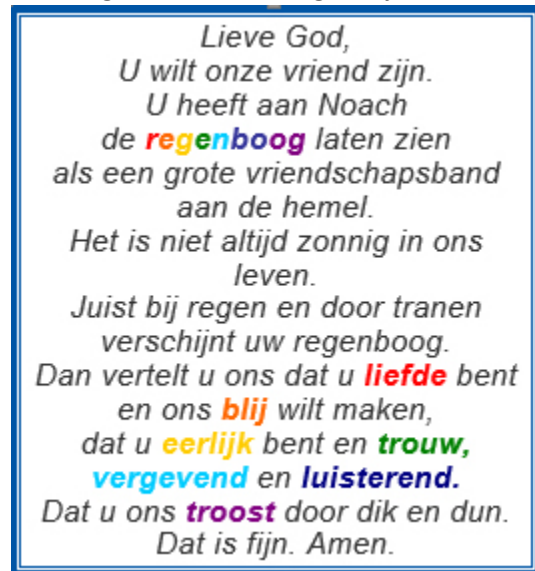 Lieve God,
U wilt onze vriend zijn.
U heeft aan Noach
de regenboog laten zien
als een grote vriendschapsband
aan de hemel.
Het is niet altijd zonnig in ons
leven.
Juist bij regen en door tranen
verschijnt uw regenboog.
Dan vertelt u ons dat u liefde bent
en ons blij wilt maken,
dat u eerlijk bent en trouw,
vergevend en luisterend.
Dat u ons troost door dik en dun.
Dat is fijn. Amen.